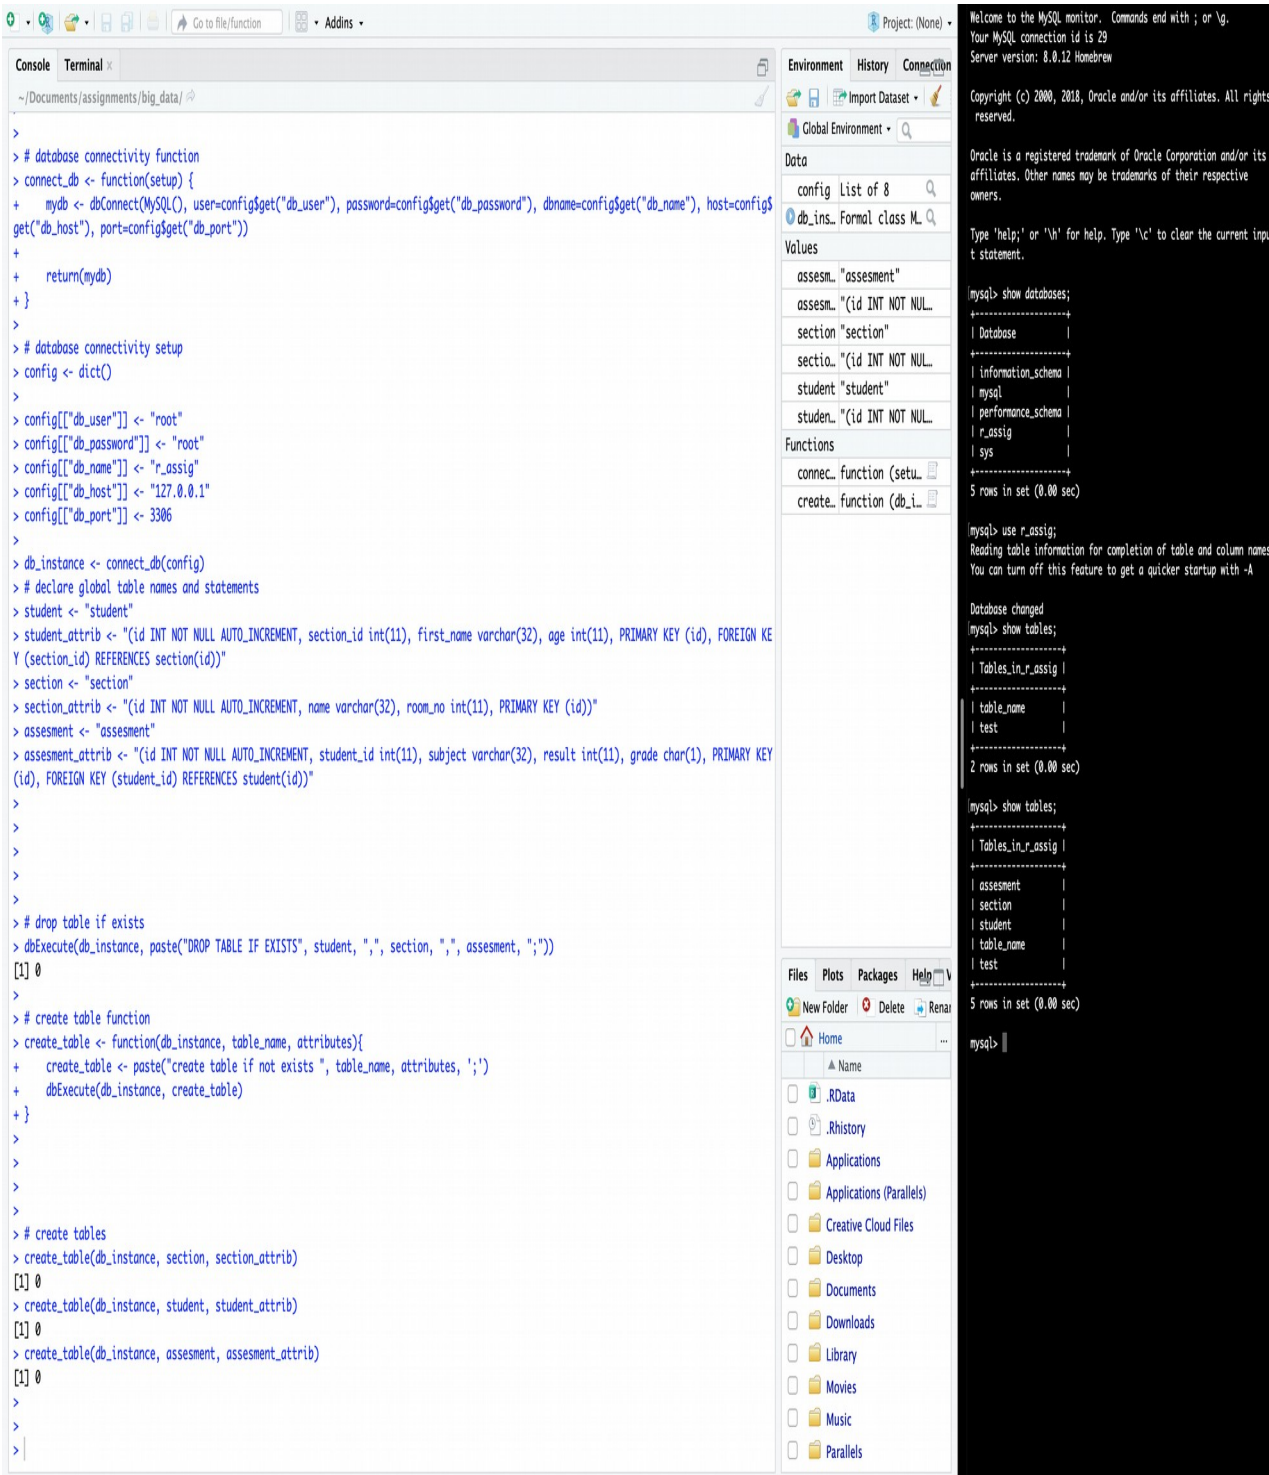 Go to file/function
Addins
Project: (None)
Console Terminal
~/Documents/assignments/big_data/
>
> # database connectivity function
> connect_db <- function(setup) {
+ mydb <- dbConnect(MySQL(), user=config$get("db_user"), password=config$get("db_password"), dbname=config$get("db_name"), host=config$
get("db_host"), port=config$get("db_port"))
+
+ return(mydb)
+ }
>
> # database connectivity setup
> config <- dict()
>
> config[["db_user"]] <- "root"
> config[["db_password"]] <- "root"
> config[["db_name"]] <- "r_assig"
> config[["db_host"]] <- "127.0.0.1"
> config[["db_port"]] <- 3306
>
> db_instance <- connect_db(config)
> # declare global table names and statements
> student <- "student"
> student_attrib <- "(id INT NOT NULL AUTO_INCREMENT, section_id int(11), first_name varchar(32), age int(11), PRIMARY KEY (id), FOREIGN KE
Y (section_id) REFERENCES section(id))"
> section <- "section"
> section_attrib <- "(id INT NOT NULL AUTO_INCREMENT, name varchar(32), room_no int(11), PRIMARY KEY (id))"
> assesment <- "assesment"
> assesment_attrib <- "(id INT NOT NULL AUTO_INCREMENT, student_id int(11), subject varchar(32), result int(11), grade char(1), PRIMARY KEY
(id), FOREIGN KEY (student_id) REFERENCES student(id))"
>
>
>
>
>
> # drop table if exists
> dbExecute(db_instance, paste("DROP TABLE IF EXISTS", student, ",", section, ",", assesment, ";"))
[1] 0
>
> # create table function
> create_table <- function(db_instance, table_name, attributes){
+ create_table <- paste("create table if not exists ", table_name, attributes, ';')
+ dbExecute(db_instance, create_table)
+ }
>
>
>
>
> # create tables
> create_table(db_instance, section, section_attrib)
[1] 0
> create_table(db_instance, student, student_attrib)
[1] 0
> create_table(db_instance, assesment, assesment_attrib)
[1] 0
>
>
>
Environment History Connection
Import Dataset
Global Environment
Data
config List of 8
db_ins… Formal class M…
Values
assesm… "assesment"
assesm… "(id INT NOT NUL…
section "section"
sectio… "(id INT NOT NUL…
student "student"
studen… "(id INT NOT NUL…
Functions
connec… function (setu…
create… function (db_i…
Files Plots Packages Help V
New Folder Delete Renar
Home ...
Name
.RData
.Rhistory
Applications
Applications (Parallels)
Creative Cloud Files
Desktop
Documents
Downloads
Library
Movies
Music
Parallels
Welcome to the MySQL monitor. Commands end with ; or \g.
Your MySQL connection id is 29
Server version: 8.0.12 Homebrew
Copyright (c) 2000, 2018, Oracle and/or its affiliates. All rights
reserved.
Oracle is a registered trademark of Oracle Corporation and/or its
affiliates. Other names may be trademarks of their respective
owners.
Type 'help;' or '\h' for help. Type '\c' to clear the current inpu
t statement.
mysql> show databases;
+--------------------+
| Database |
+--------------------+
| information_schema |
| mysql |
| performance_schema |
| r_assig |
| sys |
+--------------------+
5 rows in set (0.00 sec)
mysql> use r_assig;
Reading table information for completion of table and column names
You can turn off this feature to get a quicker startup with -A
Database changed
mysql> show tables;
+-------------------+
| Tables_in_r_assig |
+-------------------+
| table_name |
| test |
+-------------------+
2 rows in set (0.00 sec)
mysql> show tables;
+-------------------+
| Tables_in_r_assig |
+-------------------+
| assesment |
| section |
| student |
| table_name |
| test |
+-------------------+
5 rows in set (0.00 sec)
mysql>